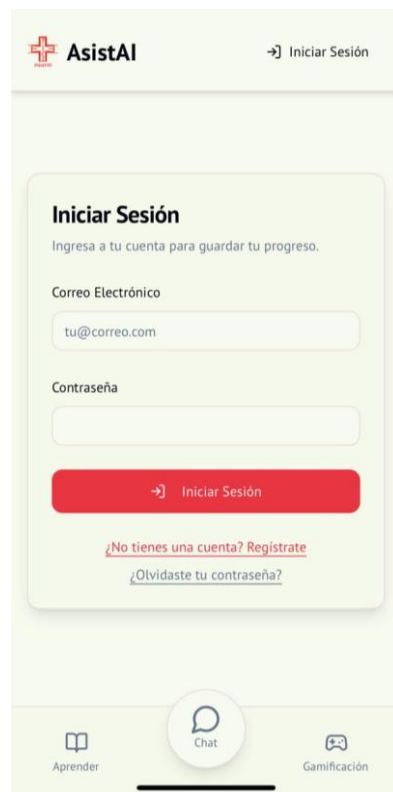 AsistAI
Iniciar Sesión
Iniciar Sesión
Ingresa a tu cuenta para guardar tu progreso.
Correo Electrónico
tu@correo.com
Contraseña
Iniciar Sesión
¿No tienes una cuenta? Regístrate
¿Olvidaste tu contraseña?
Aprender
Chat
Gamificación